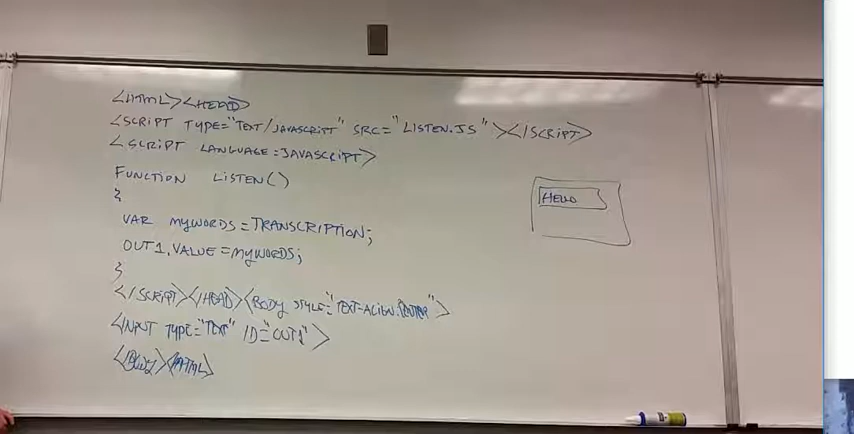 <HTML><HEAD>
<SCRIPT TYPE="TEXT/JAVASCRIPT" SRC="LISTEN.JS"></SCRIPT>
<SCRIPT LANGUAGE=JAVASCRIPT>
FUNCTION LISTEN()
{
VAR MYWORDS=TRANSCRIPTION;
OUT1.VALUE=MYWORDS;
}
</SCRIPT></HEAD><BODY STYLE="TEXT-ALIGN:CENTER">
<INPUT TYPE="TEXT" ID="OUT1">
</BODY></HTML>
HELLO